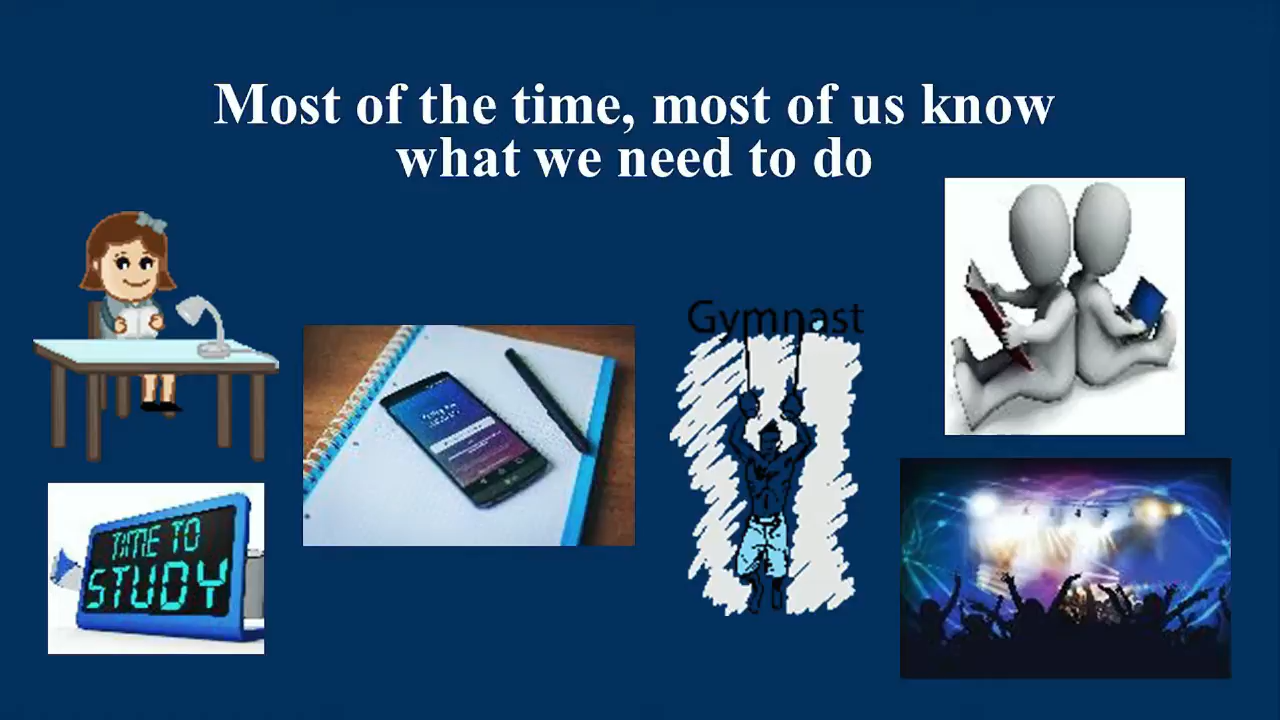 Most of the time, most of us know
what we need to do
Gymnast
TIME TO
STUDY